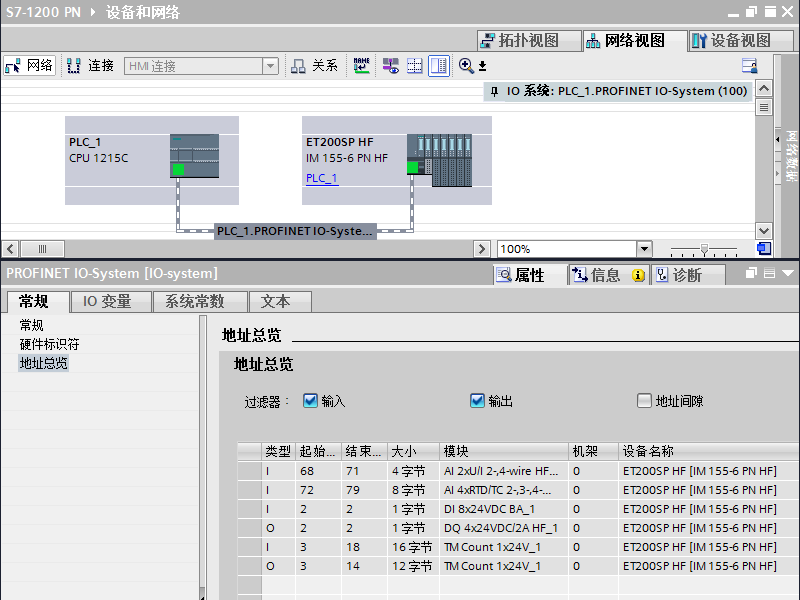 S7-1200 PN › 设备和网络
拓扑视图 网络视图 设备视图
网络 连接 HMI 连接 关系
IO 系统: PLC_1.PROFINET IO-System (100)
PLC_1
CPU 1215C
ET200SP HF
IM 155-6 PN HF
PLC_1
PLC_1.PROFINET IO-Syste...
100%
网络数据
PROFINET IO-System [IO-system]
属性 信息 诊断
常规 IO 变量 系统常数 文本
常规
硬件标识符
地址总览
地址总览
地址总览
过滤器： 输入 输出 地址间隙
类型 起始... 结束... 大小 模块 机架 设备名称
I 68 71 4 字节 AI 2xU/I 2-,4-wire HF... 0 ET200SP HF [IM 155-6 PN HF]
I 72 79 8 字节 AI 4xRTD/TC 2-,3-,4-... 0 ET200SP HF [IM 155-6 PN HF]
I 2 2 1 字节 DI 8x24VDC BA_1 0 ET200SP HF [IM 155-6 PN HF]
O 2 2 1 字节 DQ 4x24VDC/2A HF_1 0 ET200SP HF [IM 155-6 PN HF]
I 3 18 16 字节 TM Count 1x24V_1 0 ET200SP HF [IM 155-6 PN HF]
O 3 14 12 字节 TM Count 1x24V_1 0 ET200SP HF [IM 155-6 PN HF]